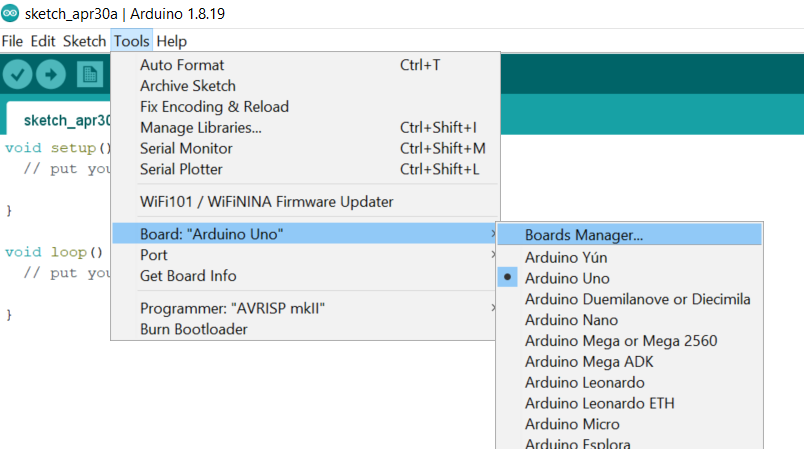 sketch_apr30a | Arduino 1.8.19
File Edit Sketch Tools Help
Auto Format Ctrl+T
Archive Sketch
Fix Encoding & Reload
Manage Libraries... Ctrl+Shift+I
Serial Monitor Ctrl+Shift+M
Serial Plotter Ctrl+Shift+L
WiFi101 / WiFiNINA Firmware Updater
Board: "Arduino Uno"
Port
Get Board Info
Programmer: "AVRISP mkII"
Burn Bootloader
Boards Manager...
Arduino Yún
Arduino Uno
Arduino Duemilanove or Diecimila
Arduino Nano
Arduino Mega or Mega 2560
Arduino Mega ADK
Arduino Leonardo
Arduino Leonardo ETH
Arduino Micro
Arduino Esplora
sketch_apr30
void setup()
// put you
}
void loop()
// put you
}